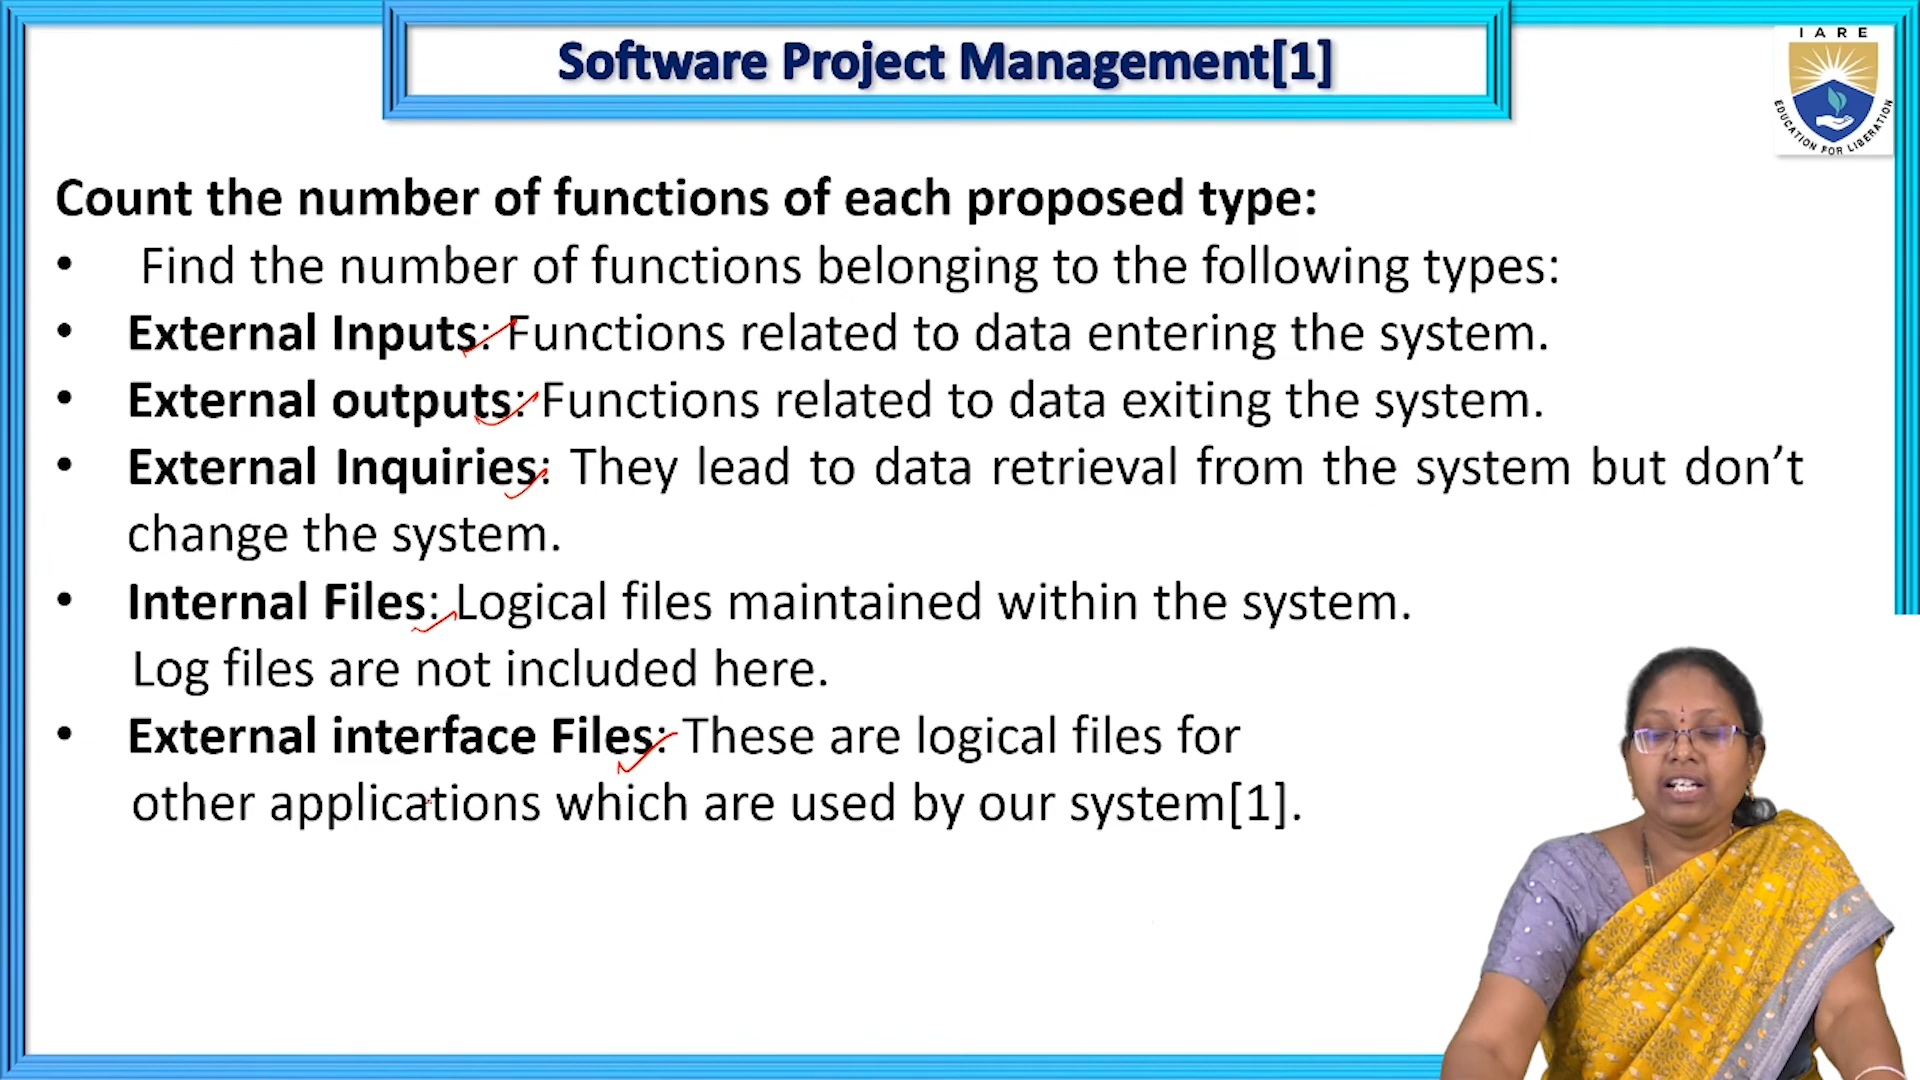 Software Project Management[1]
IARE
EDUCATION FOR LIBERATION
Count the number of functions of each proposed type:
• Find the number of functions belonging to the following types:
• External Inputs: Functions related to data entering the system.
• External outputs: Functions related to data exiting the system.
• External Inquiries: They lead to data retrieval from the system but don’t
change the system.
• Internal Files: Logical files maintained within the system.
Log files are not included here.
• External interface Files: These are logical files for
other applications which are used by our system[1].